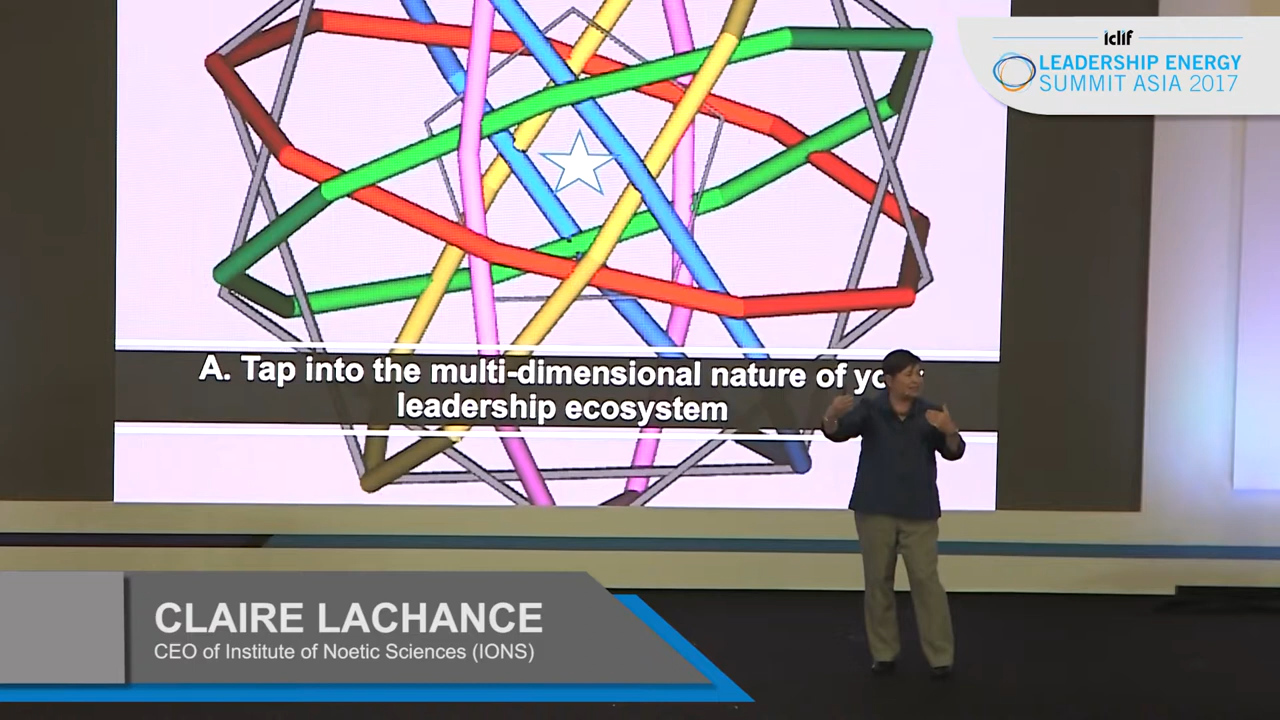 iclif
LEADERSHIP ENERGY
SUMMIT ASIA 2017
A. Tap into the multi-dimensional nature of
leadership ecosystem
CLAIRE LACHANCE
CEO of Institute of Noetic Sciences (IONS)